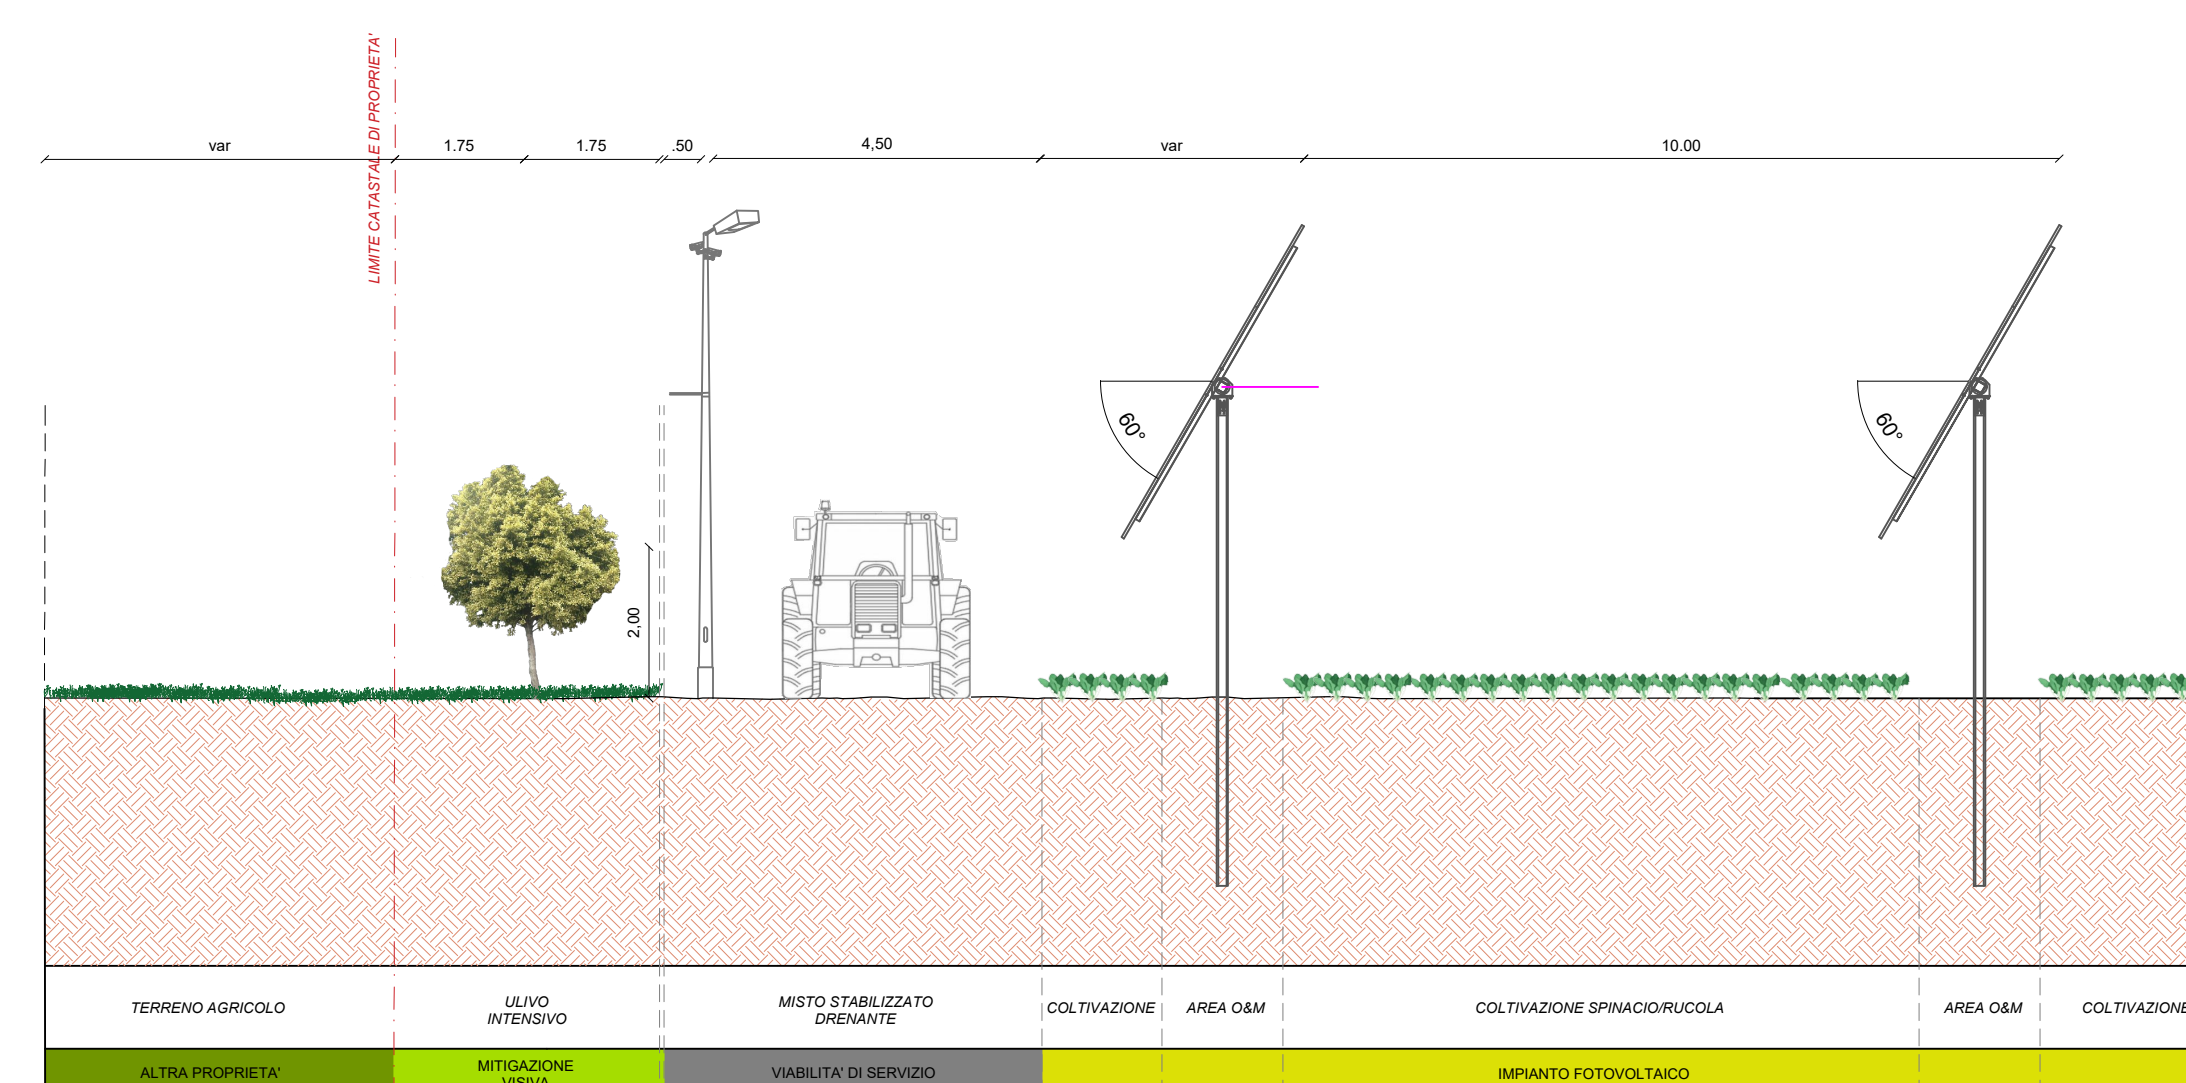 LIMITE CATASTALE DI PROPRIETA'
var
1.75
1.75
.50
4,50
var
10.00
60°
60°
2,00
TERRENO AGRICOLO
ULIVO
INTENSIVO
MISTO STABILIZZATO
DRENANTE
COLTIVAZIONE
AREA O&M
COLTIVAZIONE SPINACIO/RUCOLA
AREA O&M
COLTIVAZIONE
ALTRA PROPRIETA'
MITIGAZIONE
VISIVA
VIABILITA' DI SERVIZIO
IMPIANTO FOTOVOLTAICO